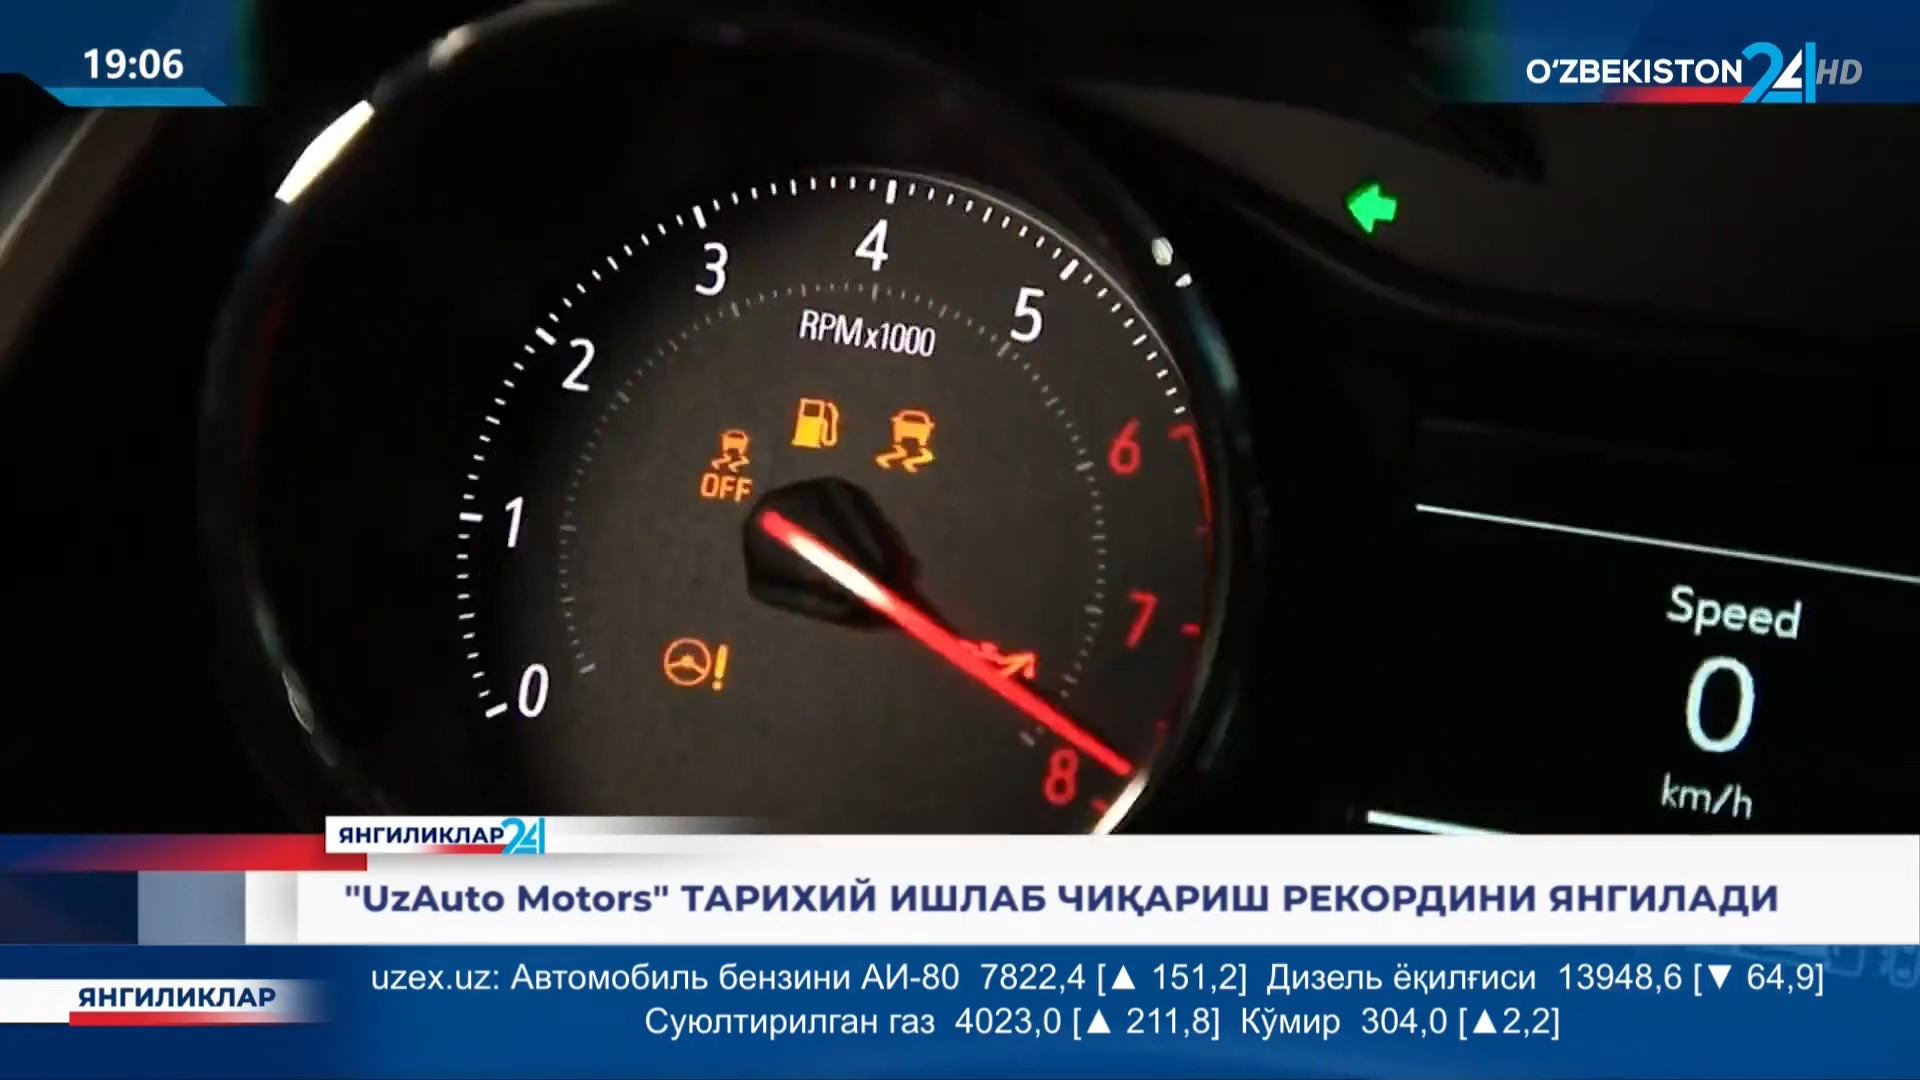 19:06
O‘ZBEKISTON 24 HD
4
3
5
RPMx1000
2
6
OFF
1
Speed
7
0
0
8
km/h
ЯНГИЛИКЛАР 24
"UzAuto Motors" ТАРИХИЙ ИШЛАБ ЧИҚАРИШ РЕКОРДИНИ ЯНГИЛАДИ
ЯНГИЛИКЛАР
uzex.uz: Автомобиль бензини АИ-80 7822,4 [▲ 151,2] Дизель ёқилғиси 13948,6 [▼ 64,9]
Суюлтирилган газ 4023,0 [▲ 211,8] Кўмир 304,0 [▲2,2]